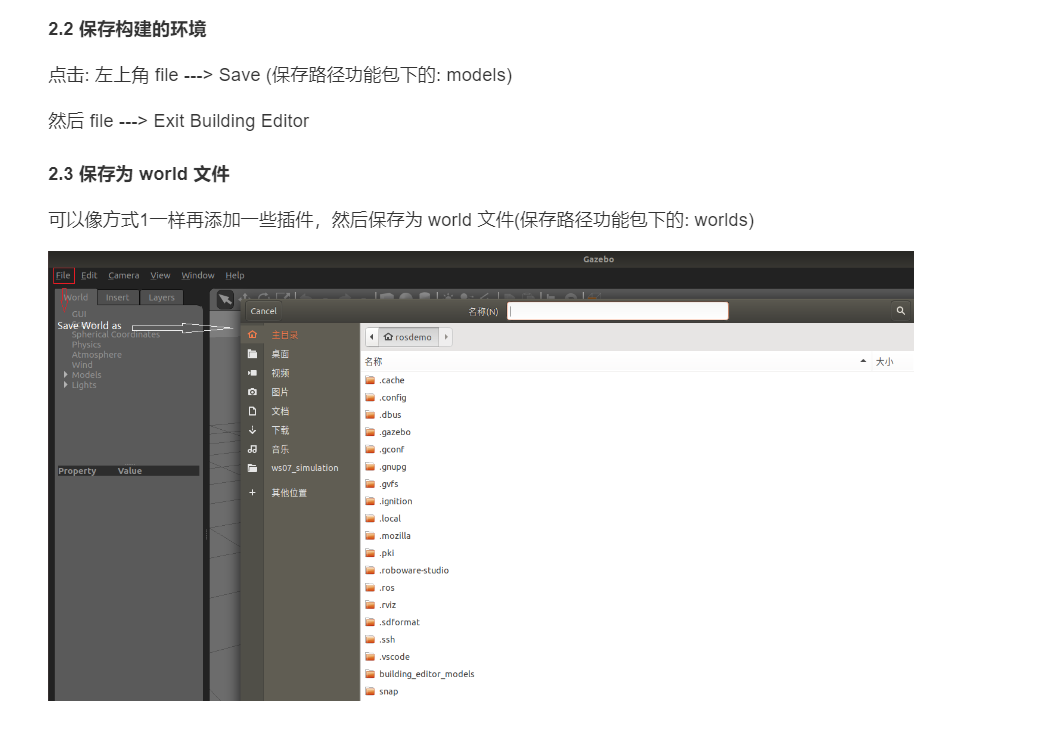 2.2 保存构建的环境
点击: 左上角 file ---> Save (保存路径功能包下的: models)
然后 file ---> Exit Building Editor
2.3 保存为 world 文件
可以像方式1一样再添加一些插件，然后保存为 world 文件(保存路径功能包下的: worlds)
Gazebo
File Edit Camera View Window Help
World Insert Layers
GUI
Save World as
Spherical Coordinates
Physics
Atmosphere
Wind
Models
Lights
Property Value
Cancel 名称(N)
主目录
桌面
视频
图片
文档
下载
音乐
ws07_simulation
+ 其他位置
rosdemo
名称 大小
.cache
.config
.dbus
.gazebo
.gconf
.gnupg
.gvfs
.ignition
.local
.mozilla
.pki
.roboware-studio
.ros
.rviz
.sdformat
.ssh
.vscode
building_editor_models
snap